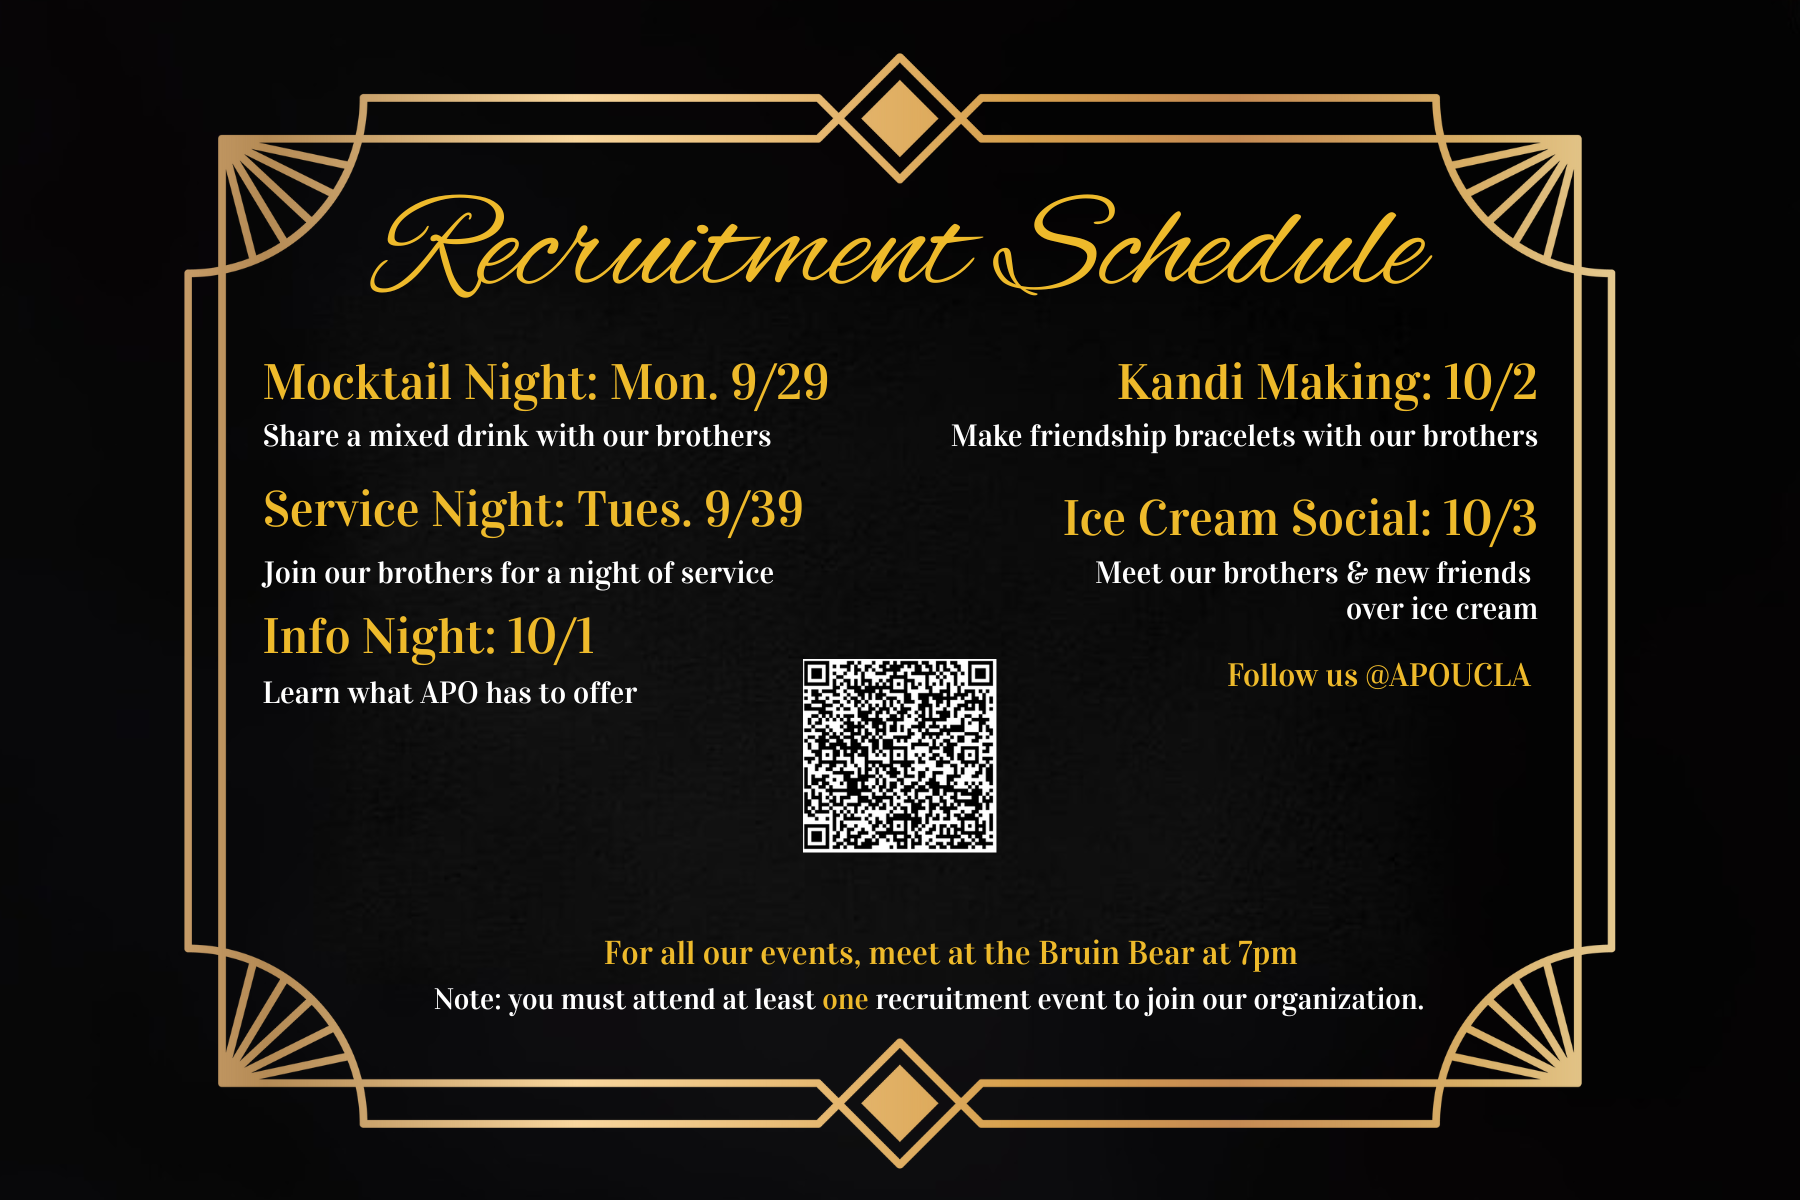 Recruitment Schedule
Mocktail Night: Mon. 9/29
Share a mixed drink with our brothers
Service Night: Tues. 9/39
Join our brothers for a night of service
Info Night: 10/1
Learn what APO has to offer
Kandi Making: 10/2
Make friendship bracelets with our brothers
Ice Cream Social: 10/3
Meet our brothers & new friends
over ice cream
Follow us @APOUCLA
For all our events, meet at the Bruin Bear at 7pm
Note: you must attend at least one recruitment event to join our organization.